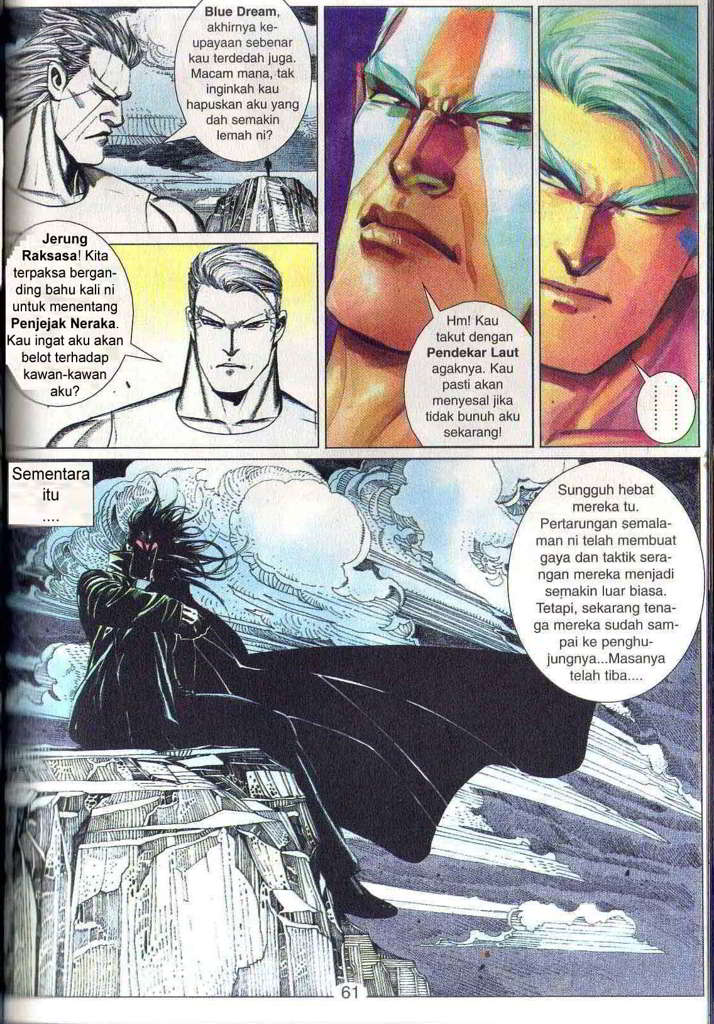 Blue Dream,
akhirnya ke-
upayaan sebenar
kau terdedah juga.
Macam mana, tak
inginkah aku
hapuskan aku yang
dah semakin
lemah ni?
Jerung
Raksasa! Kita
terpaksa bergan-
ding bahu kali ni
untuk menentang
Penjejak Neraka.
Kau ingat aku akan
belot terhadap
kawan-kawan
aku?
Hm! Kau
takut dengan
Pendekar Laut
agaknya. Kau
pasti akan
menyesal jika
tidak bunuh aku
sekarang!
Sementara
itu
....
Sungguh hebat
mereka tu.
Pertarungan semala-
man ni telah membuat
gaya dan taktik sera-
ngan mereka menjadi
semakin luar biasa.
Tetapi, sekarang tena-
ga mereka sudah sam-
pai ke penghu-
jungnya...Masanya
telah tiba....
61